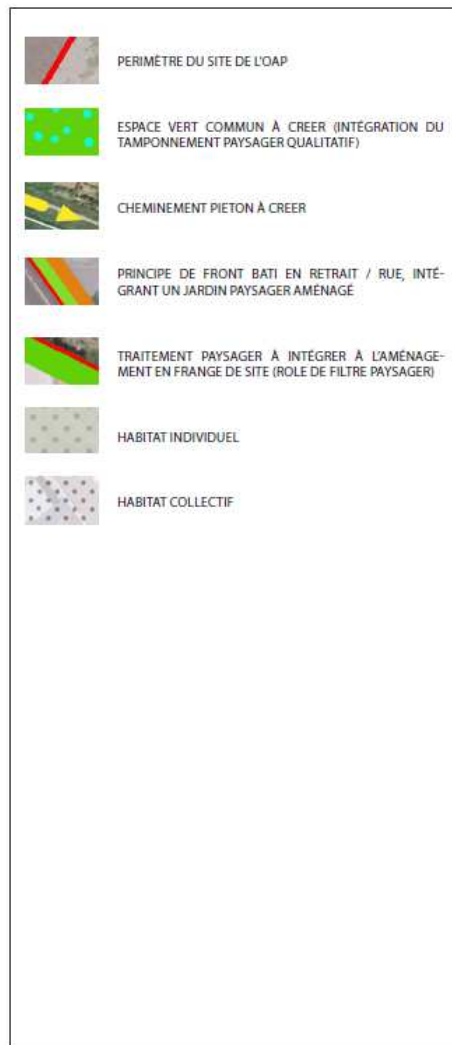 PERIMÈTRE DU SITE DE L'OAP
ESPACE VERT COMMUN À CREER (INTÉGRATION DU
TAMPONNEMENT PAYSAGER QUALITATIF)
CHEMINEMENT PIETON À CREER
PRINCIPE DE FRONT BATI EN RETRAIT / RUE, INTÉ-
GRANT UN JARDIN PAYSAGER AMÉNAGÉ
TRAITEMENT PAYSAGER À INTÉGRER À L'AMÉNAGE-
MENT EN FRANGE DE SITE (ROLE DE FILTRE PAYSAGER)
HABITAT INDIVIDUEL
HABITAT COLLECTIF